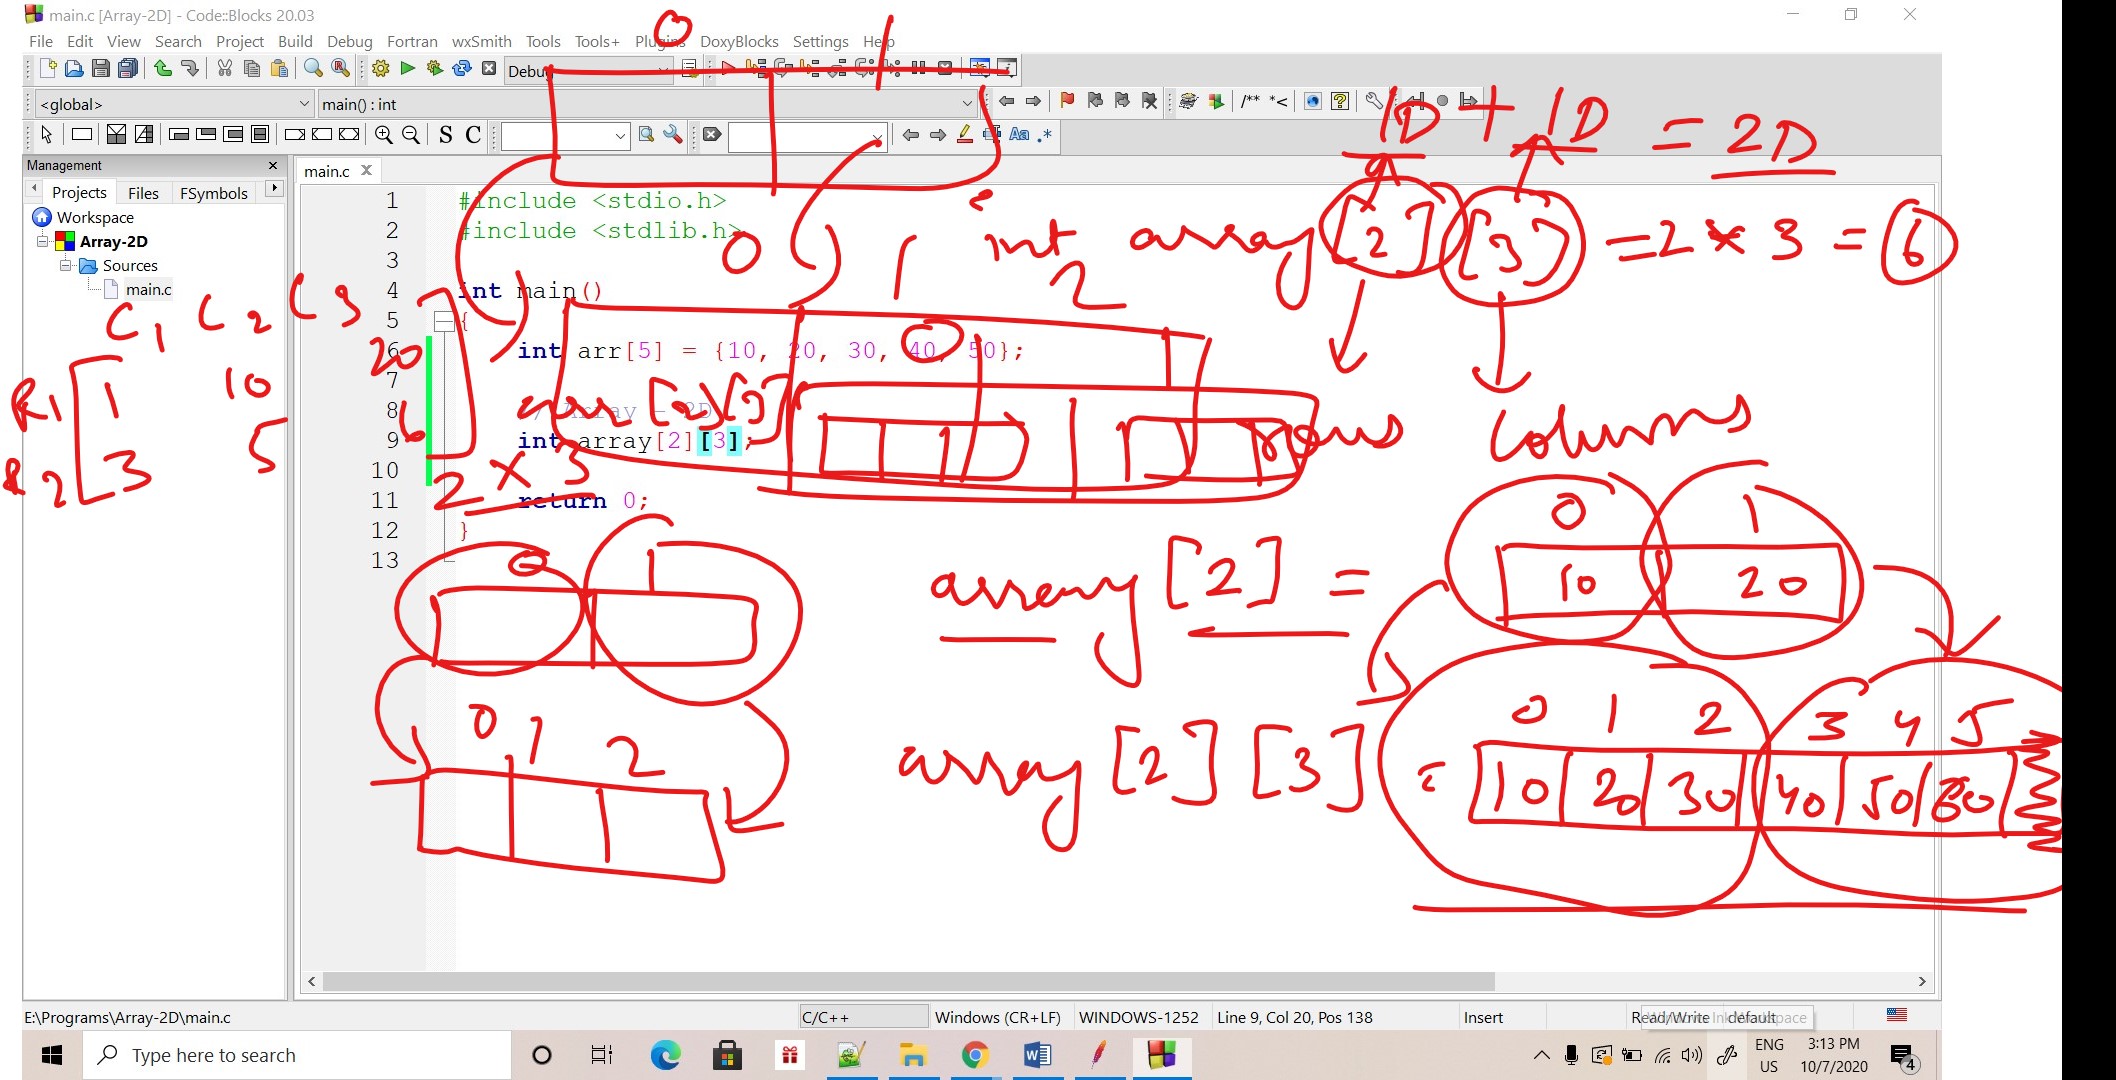 main.c [Array-2D] - Code::Blocks 20.03
File Edit View Search Project Build Debug Fortran wxSmith Tools Tools+ Plugins DoxyBlocks Settings Help
0 1
Debug
<global> main() : int
/** *<
S C
Aa .*
1D + 1D = 2D
Management
main.c
Projects Files FSymbols
Workspace
Array-2D
Sources
main.c
1 #include <stdio.h>
2 #include <stdlib.h>
3
4 int main()
5 {
6 int arr[5] = {10, 20, 30, 40, 50};
7
8 Array - 2D
9 int array[2][3];
10
11 return 0;
12 }
13
int array [2] [3] = 2 * 3 = 6
0 1 2
C1 C2 C3
R1 1 10 20
R2 3 5 6
2 x 3
arr [0][0]
0 1
rows columns
0 1
array [2] = 10 20
0 1
0 1 2
0 1 2 3 4 5
array [2] [3] = 10 20 30 40 50 60
E:\Programs\Array-2D\main.c C/C++ Windows (CR+LF) WINDOWS-1252 Line 9, Col 20, Pos 138 Insert Read/Write default
Type here to search
ENG
US
3:13 PM
10/7/2020
4